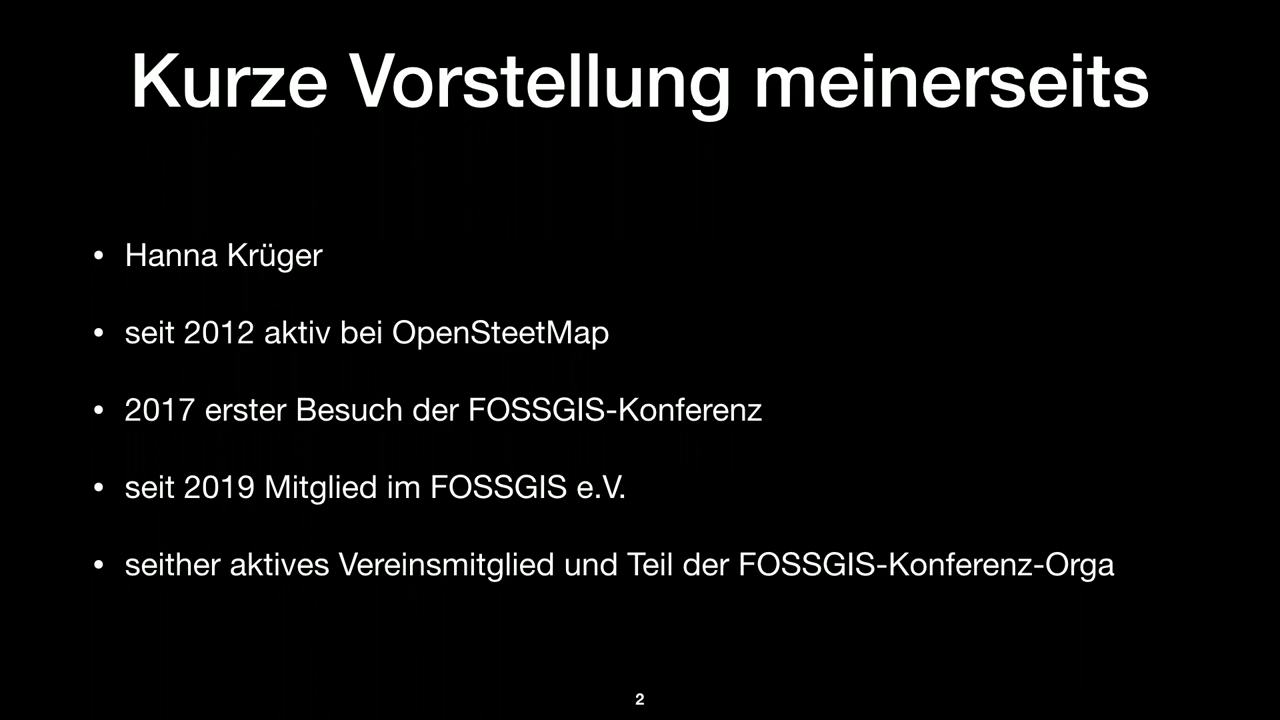 Kurze Vorstellung meinerseits
• Hanna Krüger
• seit 2012 aktiv bei OpenSteetMap
• 2017 erster Besuch der FOSSGIS-Konferenz
• seit 2019 Mitglied im FOSSGIS e.V.
• seither aktives Vereinsmitglied und Teil der FOSSGIS-Konferenz-Orga
2